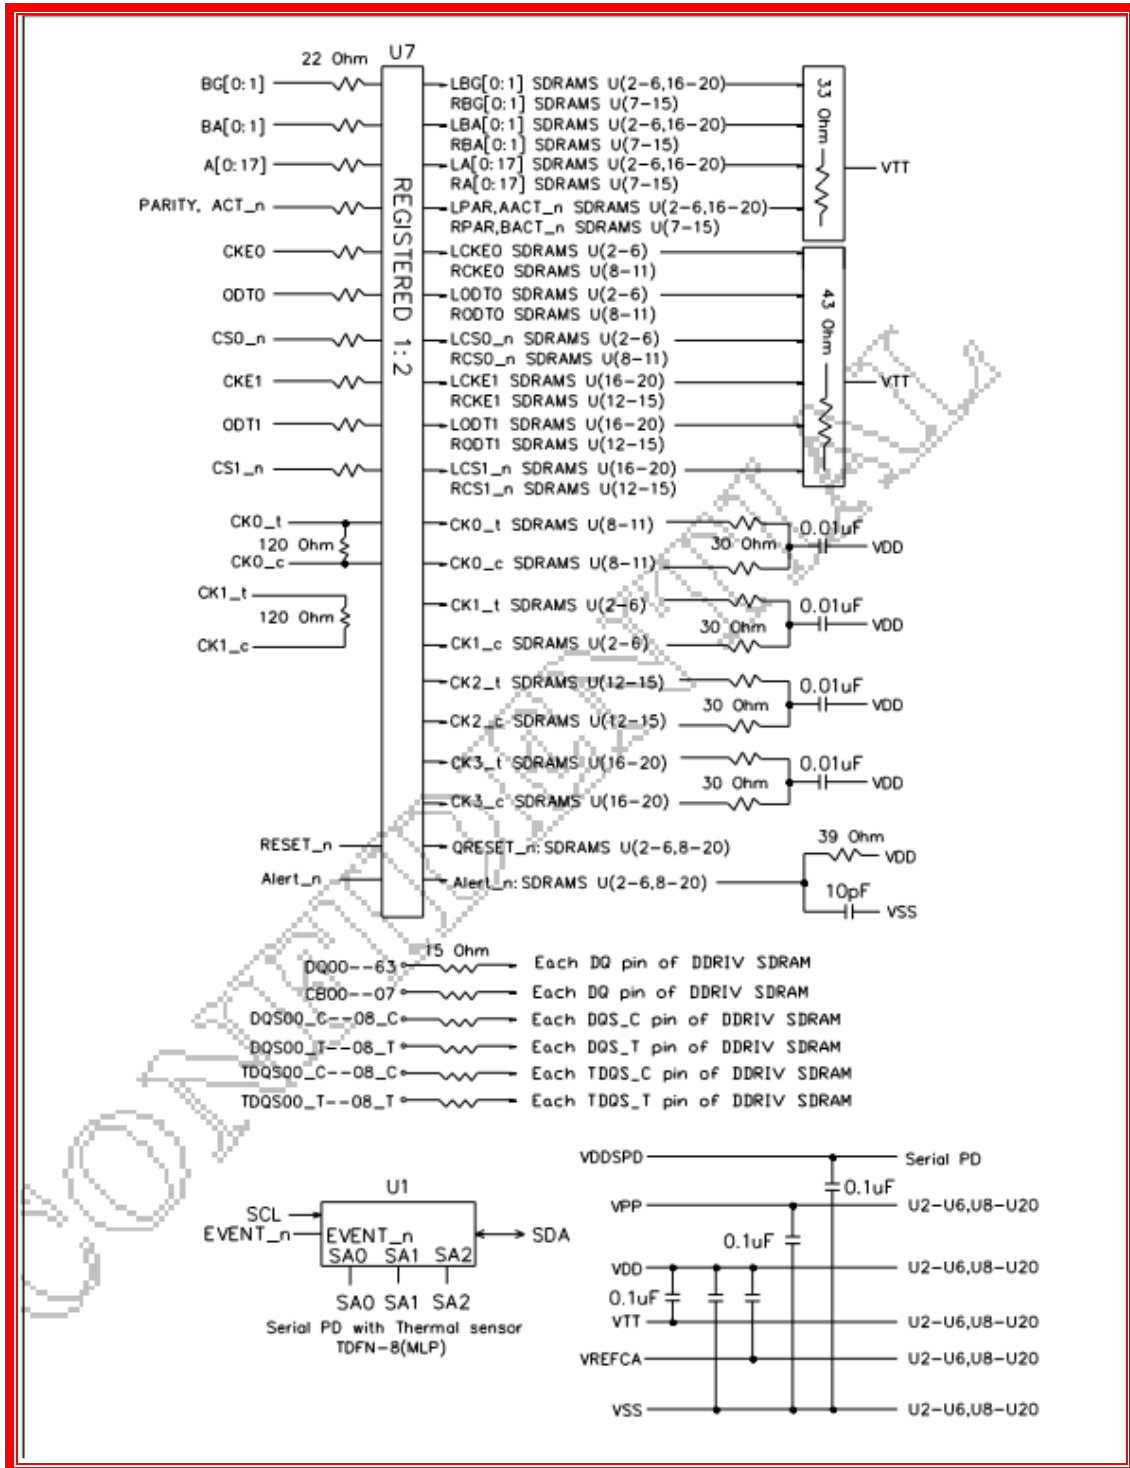 22 Ohm
U7
BG[0:1]
LBG[0:1] SDRAMS U(2-6,16-20)
RBG[0:1] SDRAMS U(7-15)
BA[0:1]
LBA[0:1] SDRAMS U(2-6,16-20)
RBA[0:1] SDRAMS U(7-15)
A[0:17]
LA[0:17] SDRAMS U(2-6,16-20)
RA[0:17] SDRAMS U(7-15)
PARITY, ACT_n
LPAR,AACT_n SDRAMS U(2-6,16-20)
RPAR,BACT_n SDRAMS U(7-15)
33 Ohm
VTT
REGISTERED 1:2
CKE0
LCKE0 SDRAMS U(2-6)
RCKE0 SDRAMS U(8-11)
ODT0
LODT0 SDRAMS U(2-6)
RODT0 SDRAMS U(8-11)
CS0_n
LCS0_n SDRAMS U(2-6)
RCS0_n SDRAMS U(8-11)
CKE1
LCKE1 SDRAMS U(16-20)
RCKE1 SDRAMS U(12-15)
ODT1
LODT1 SDRAMS U(16-20)
RODT1 SDRAMS U(12-15)
CS1_n
LCS1_n SDRAMS U(16-20)
RCS1_n SDRAMS U(12-15)
43 Ohm
VTT
CK0_t
120 Ohm
CK0_c
CK0_t SDRAMS U(8-11)
30 Ohm
0.01uF
VDD
CK0_c SDRAMS U(8-11)
CK1_t
120 Ohm
CK1_c
CK1_t SDRAMS U(2-6)
30 Ohm
0.01uF
VDD
CK1_c SDRAMS U(2-6)
CK2_t SDRAMS U(12-15)
30 Ohm
0.01uF
VDD
CK2_c SDRAMS U(12-15)
CK3_t SDRAMS U(16-20)
30 Ohm
0.01uF
VDD
CK3_c SDRAMS U(16-20)
RESET_n
QRESET_n: SDRAMS U(2-6,8-20)
Alert_n
Alert_n: SDRAMS U(2-6,8-20)
39 Ohm
VDD
10pF
VSS
15 Ohm
DQ00--63
Each DQ pin of DDRIV SDRAM
CB00--07
Each DQ pin of DDRIV SDRAM
DQS00_C--08_C
Each DQS_C pin of DDRIV SDRAM
DQS00_T--08_T
Each DQS_T pin of DDRIV SDRAM
TDQS00_C--08_C
Each TDQS_C pin of DDRIV SDRAM
TDQS00_T--08_T
Each TDQS_T pin of DDRIV SDRAM
U1
SCL
EVENT_n
EVENT_n
SA0 SA1 SA2
SDA
SA0 SA1 SA2
Serial PD with Thermal sensor
TDFN-8(MLP)
VDDSPD
Serial PD
0.1uF
VPP
U2-U6,U8-U20
0.1uF
VDD
U2-U6,U8-U20
0.1uF
VTT
U2-U6,U8-U20
VREFCA
U2-U6,U8-U20
VSS
U2-U6,U8-U20
CONFIDENTIAL